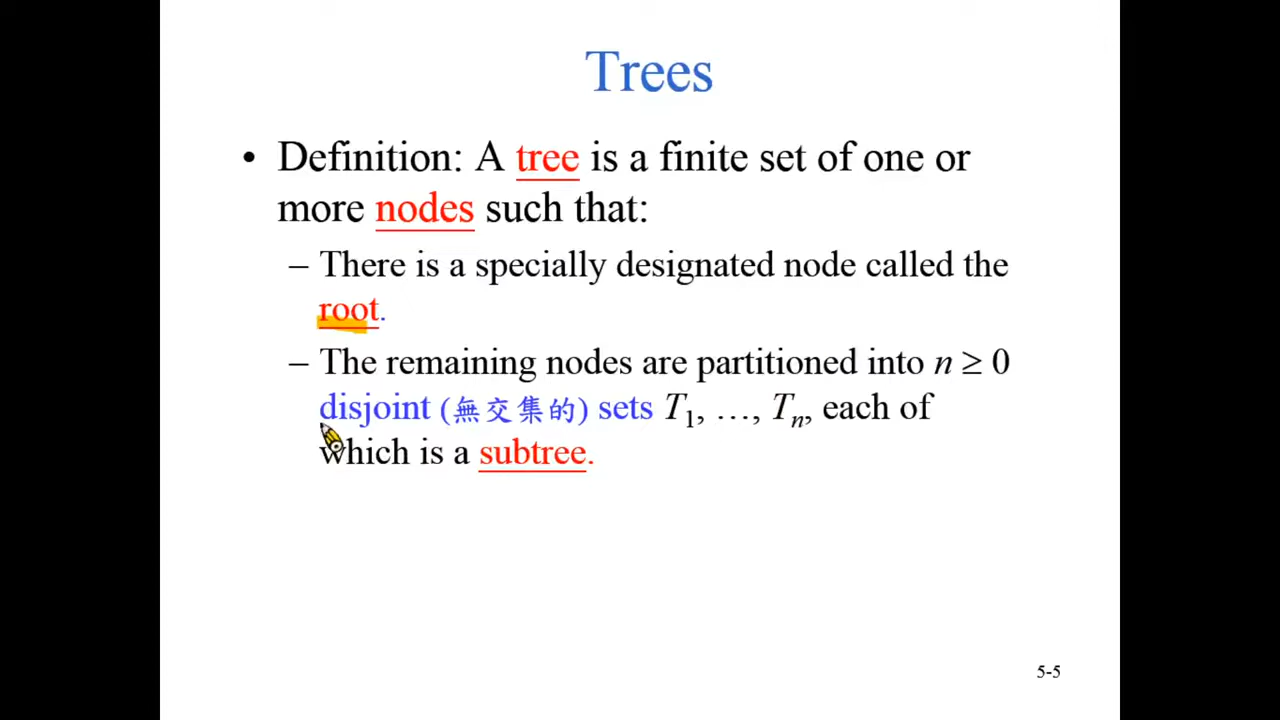 Trees
• Definition: A tree is a finite set of one or
more nodes such that:
– There is a specially designated node called the
root.
– The remaining nodes are partitioned into n ≥ 0
disjoint (無交集的) sets T1, …, Tn, each of
which is a subtree.
5-5